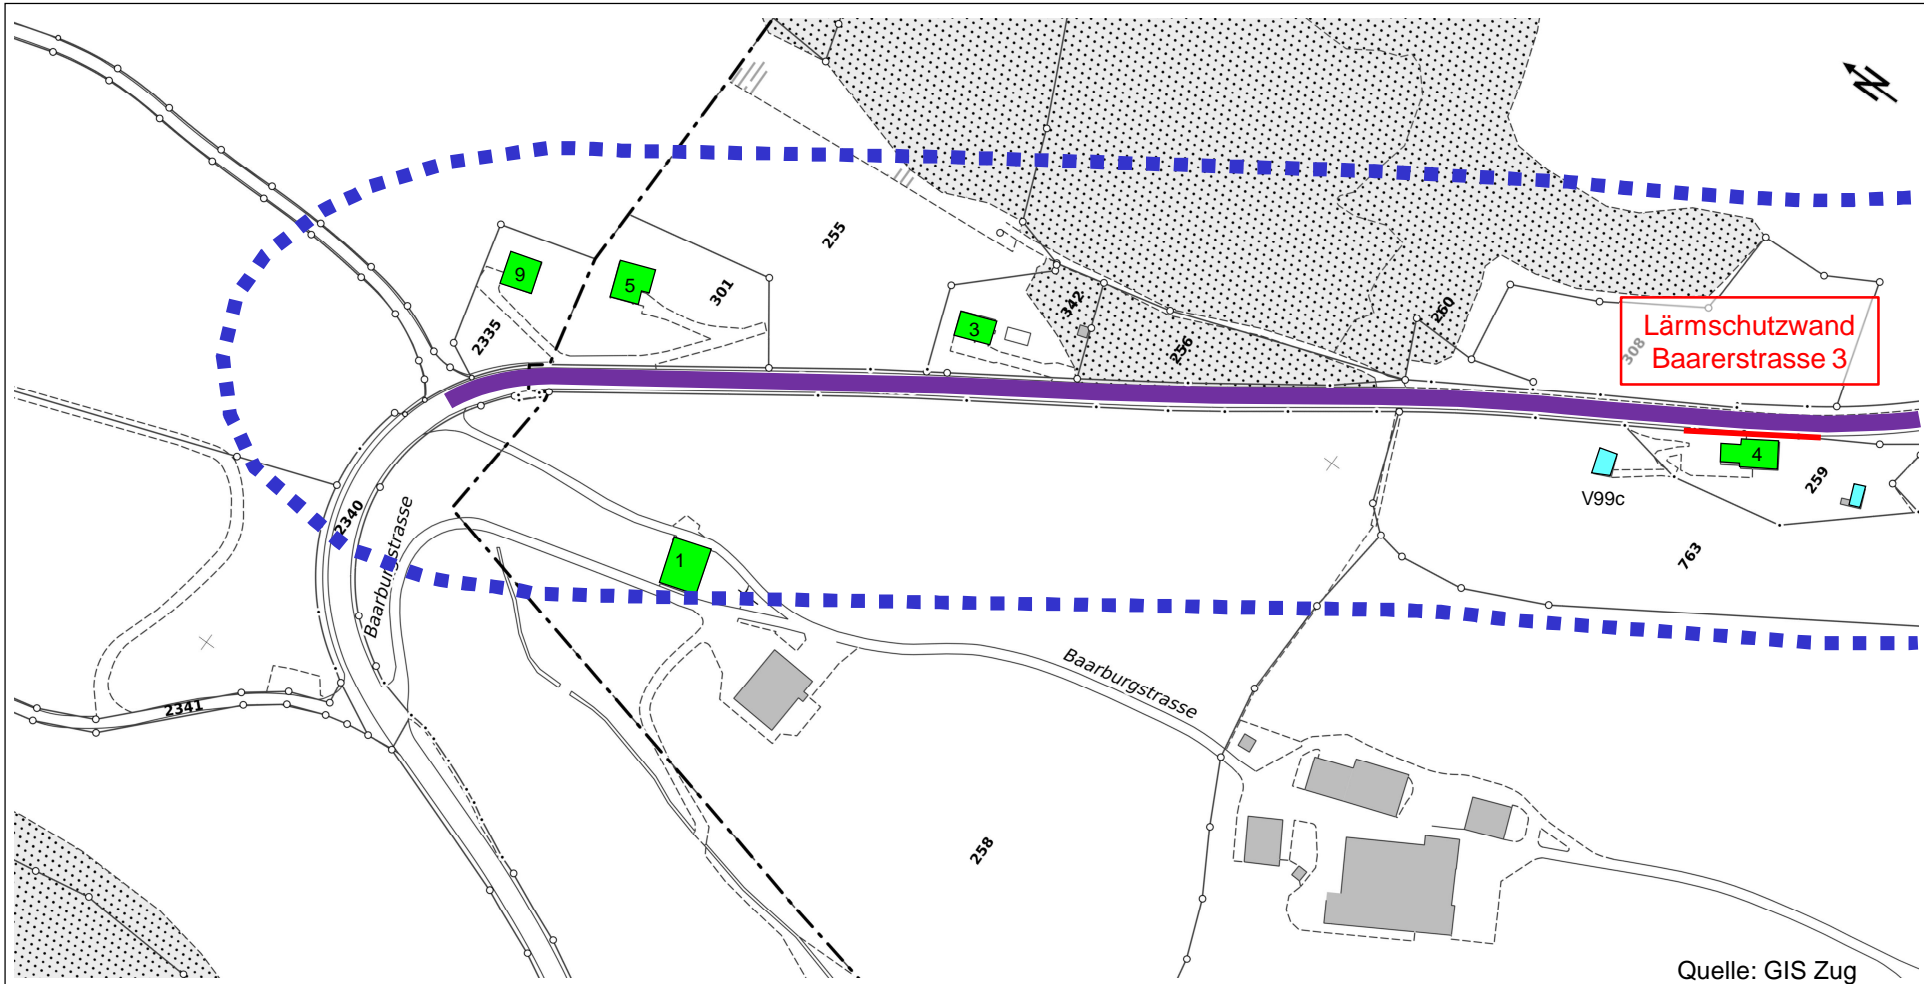 N
255
9
5
301
342
3
2335
260
256
Lärmschutzwand
308
Baarerstrasse 3
4
259
V99c
2340
Baarburgstrasse
1
763
Baarburgstrasse
2341
258
Quelle: GIS Zug